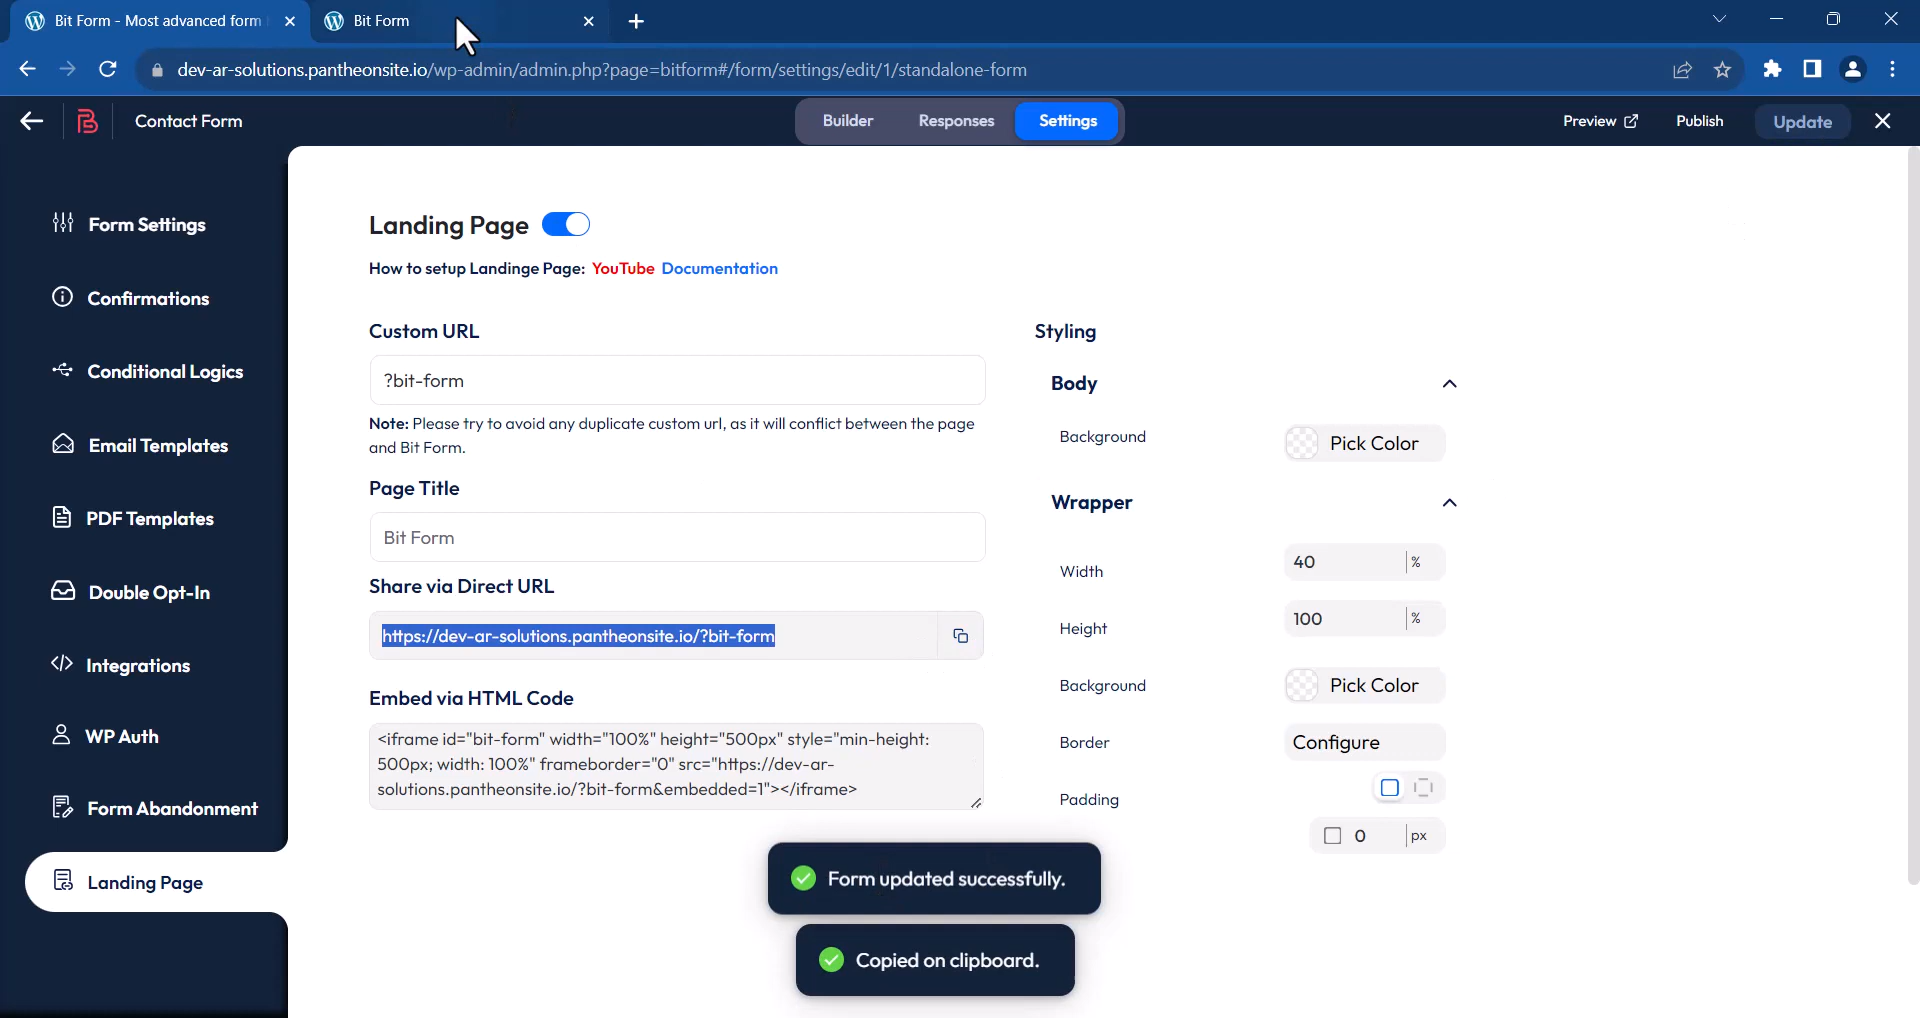 Bit Form - Most advanced form
Bit Form
dev-ar-solutions.pantheonsite.io/wp-admin/admin.php?page=bitform#/form/settings/edit/1/standalone-form
Contact Form
Builder
Responses
Settings
Preview
Publish
Update
Form Settings
Confirmations
Conditional Logics
Email Templates
PDF Templates
Double Opt-In
Integrations
WP Auth
Form Abandonment
Landing Page
Landing Page
How to setup Landinge Page: YouTube Documentation
Custom URL
?bit-form
Note: Please try to avoid any duplicate custom url, as it will conflict between the page
and Bit Form.
Page Title
Bit Form
Share via Direct URL
https://dev-ar-solutions.pantheonsite.io/?bit-form
Embed via HTML Code
<iframe id="bit-form" width="100%" height="500px" style="min-height:
500px; width: 100%" frameborder="0" src="https://dev-ar-
solutions.pantheonsite.io/?bit-form&embedded=1"></iframe>
Styling
Body
Background
Pick Color
Wrapper
Width
40
%
Height
100
%
Background
Pick Color
Border
Configure
Padding
0
px
Form updated successfully.
Copied on clipboard.